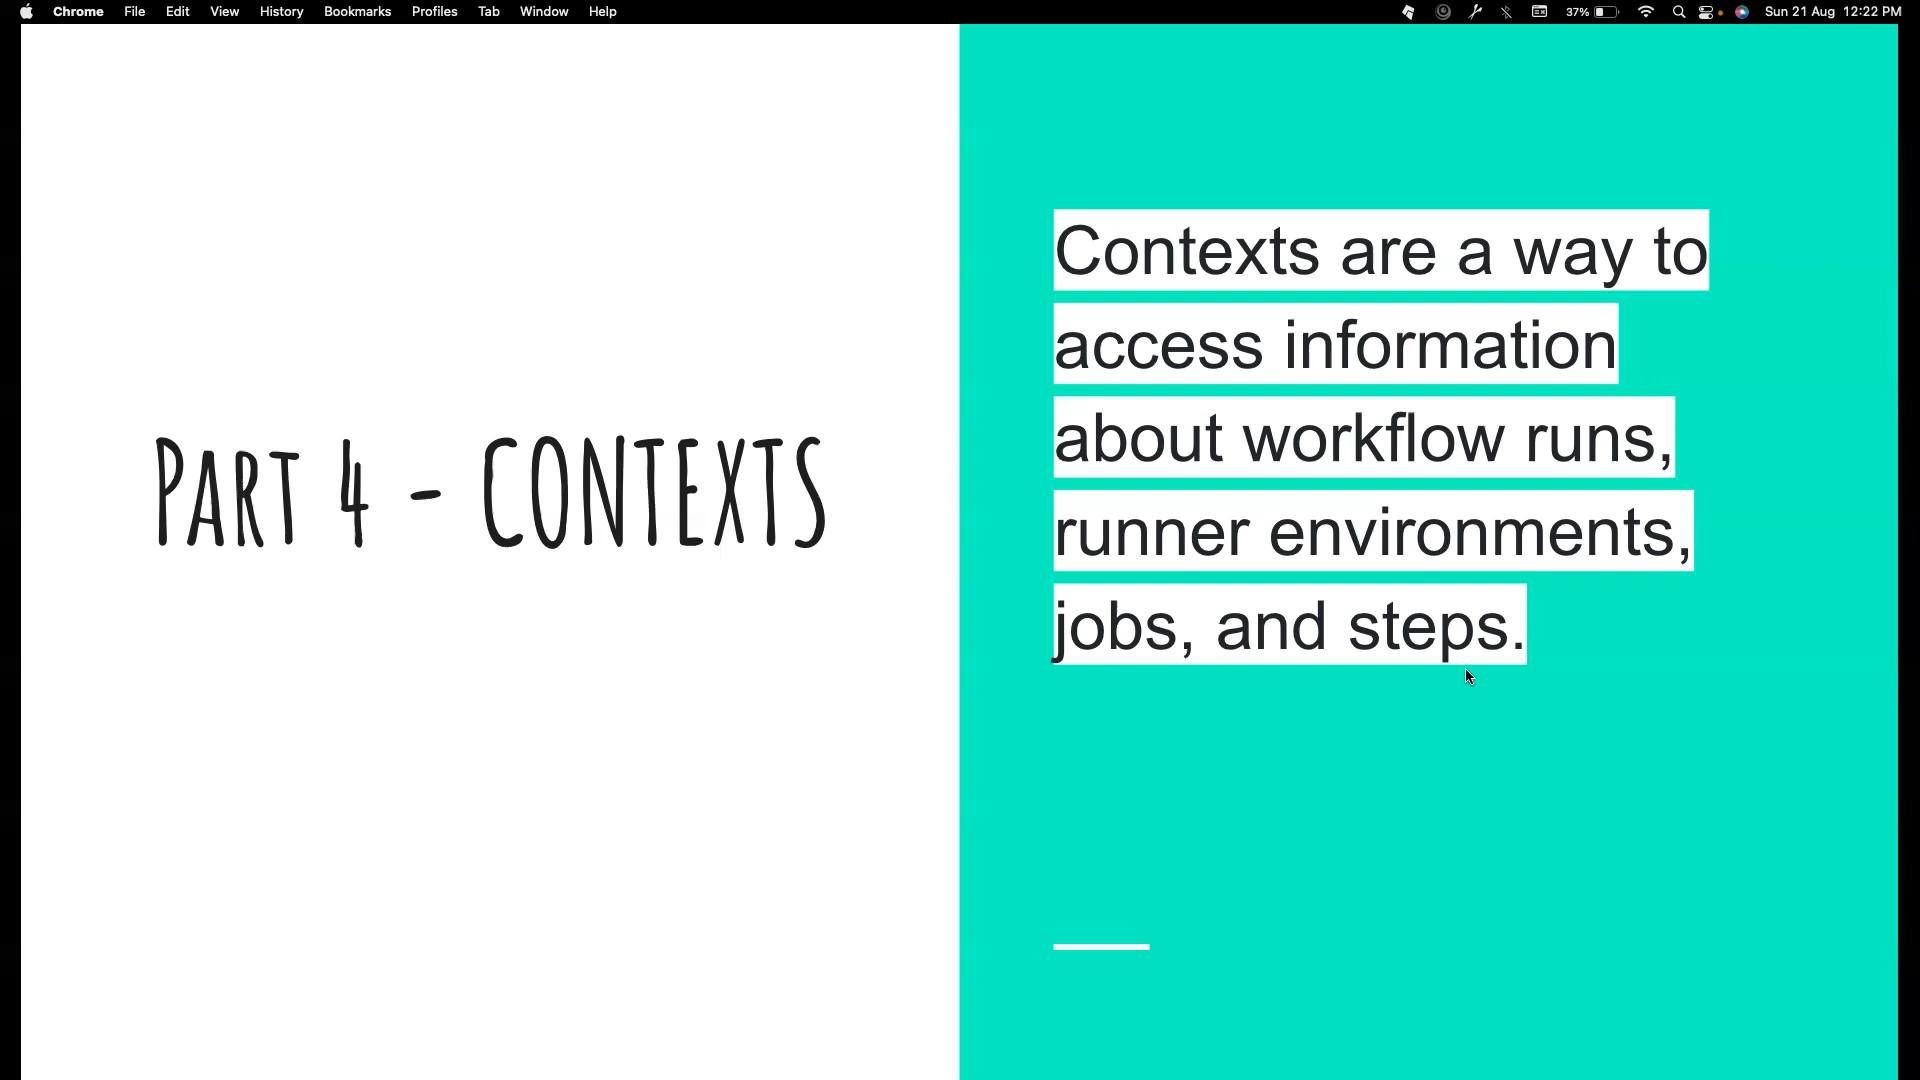 Chrome File Edit View History Bookmarks Profiles Tab Window Help 37% Sun 21 Aug 12:22 PM
PART 4 - CONTEXTS
Contexts are a way to
access information
about workflow runs,
runner environments,
jobs, and steps.